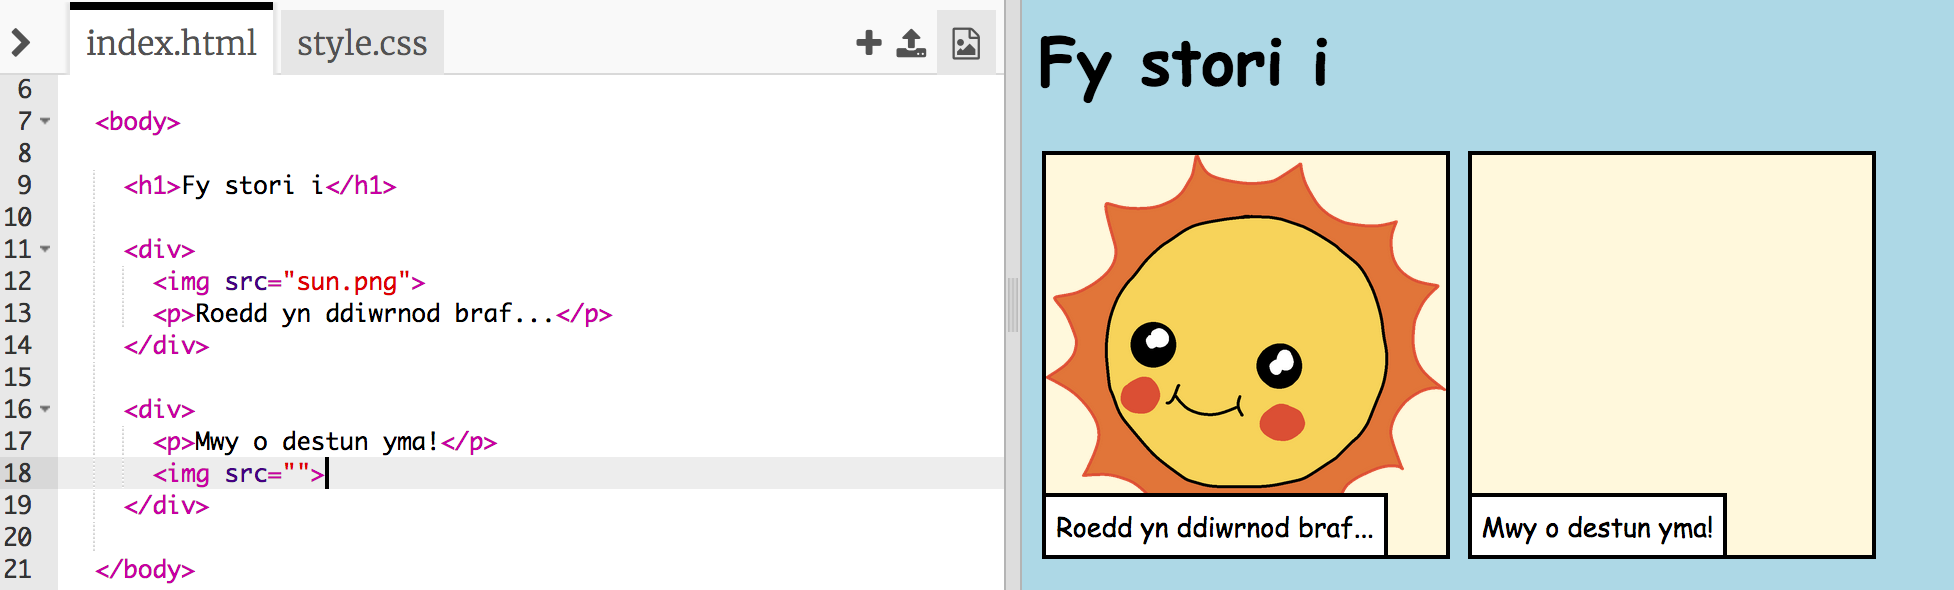 index.html style.css
6
7 <body>
8
9 <h1>Fy stori i</h1>
10
11 <div>
12 <img src="sun.png">
13 <p>Roedd yn ddiwrnod braf...</p>
14 </div>
15
16 <div>
17 <p>Mwy o destun yma!</p>
18 <img src="">
19 </div>
20
21 </body>
Fy stori i
Roedd yn ddiwrnod braf...
Mwy o destun yma!